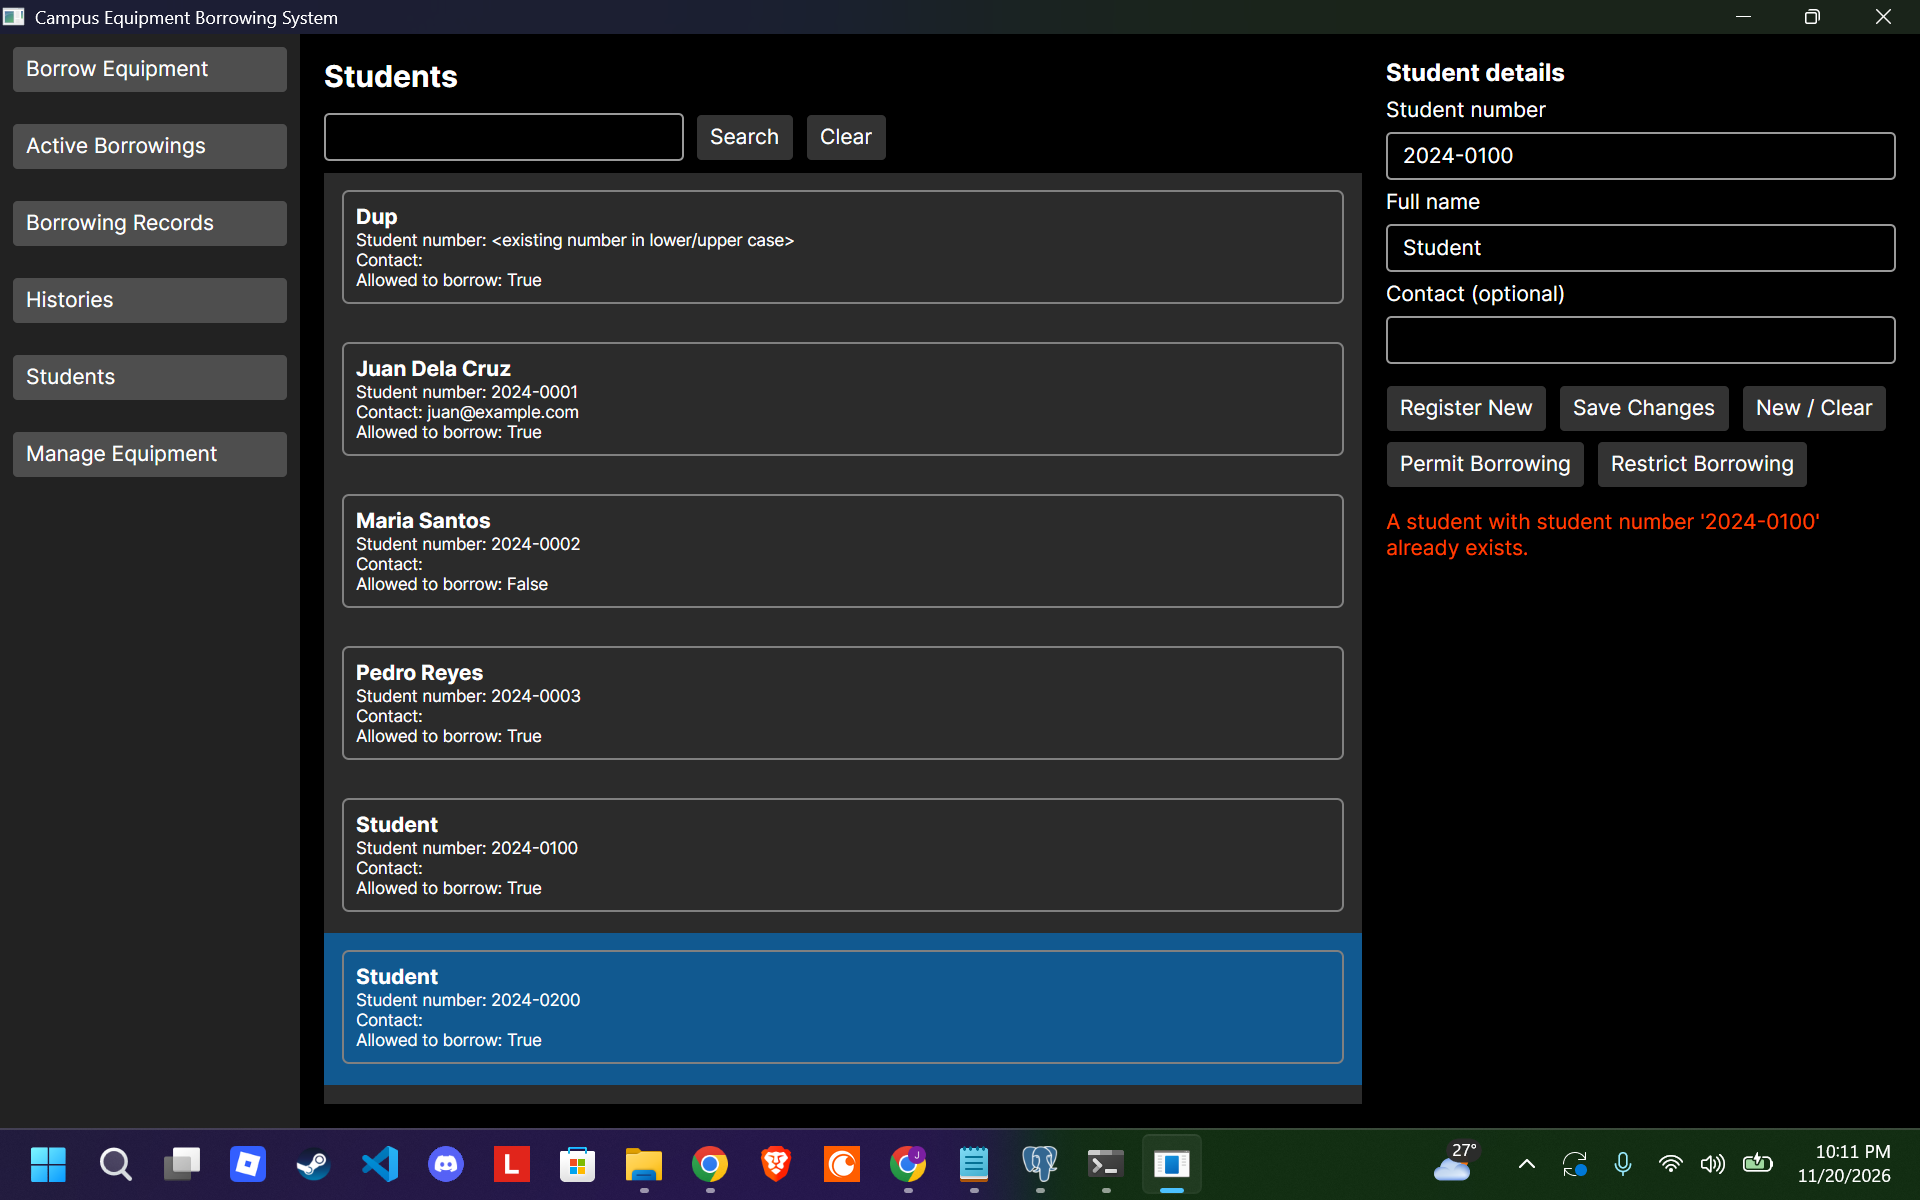 Campus Equipment Borrowing System
Borrow Equipment
Active Borrowings
Borrowing Records
Histories
Students
Manage Equipment
Students
Search
Clear
Dup
Student number: <existing number in lower/upper case>
Contact:
Allowed to borrow: True
Juan Dela Cruz
Student number: 2024-0001
Contact: juan@example.com
Allowed to borrow: True
Maria Santos
Student number: 2024-0002
Contact:
Allowed to borrow: False
Pedro Reyes
Student number: 2024-0003
Contact:
Allowed to borrow: True
Student
Student number: 2024-0100
Contact:
Allowed to borrow: True
Student
Student number: 2024-0200
Contact:
Allowed to borrow: True
Student details
Student number
2024-0100
Full name
Student
Contact (optional)
Register New
Save Changes
New / Clear
Permit Borrowing
Restrict Borrowing
A student with student number '2024-0100'
already exists.
L
J
27°
10:11 PM
11/20/2026